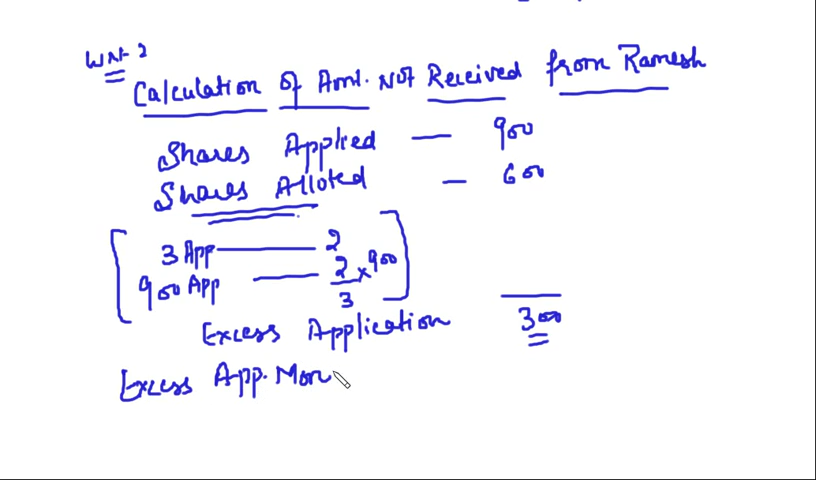 W.N-2
Calculation of Amt. Not Received from Ramesh
Shares Applied — 900
Shares Alloted — 600
3 App — 2
900 App — 2/3 x 900
Excess Application 300
Excess App. Mon